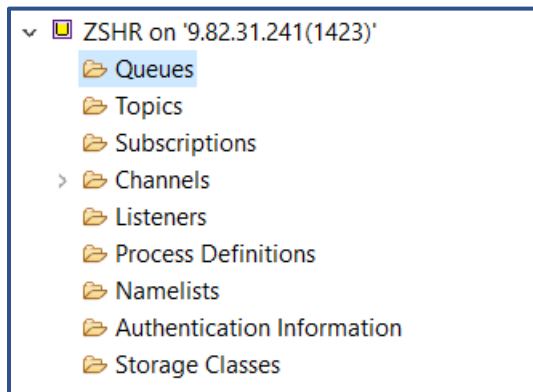 ZSHR on '9.82.31.241(1423)'
Queues
Topics
Subscriptions
Channels
Listeners
Process Definitions
Namelists
Authentication Information
Storage Classes